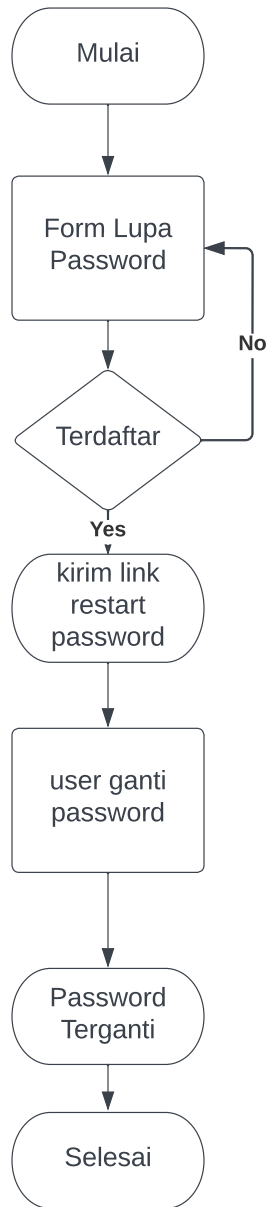 Mulai
Form Lupa
Password
No
Terdaftar
Yes
kirim link
restart
password
user ganti
password
Password
Terganti
Selesai